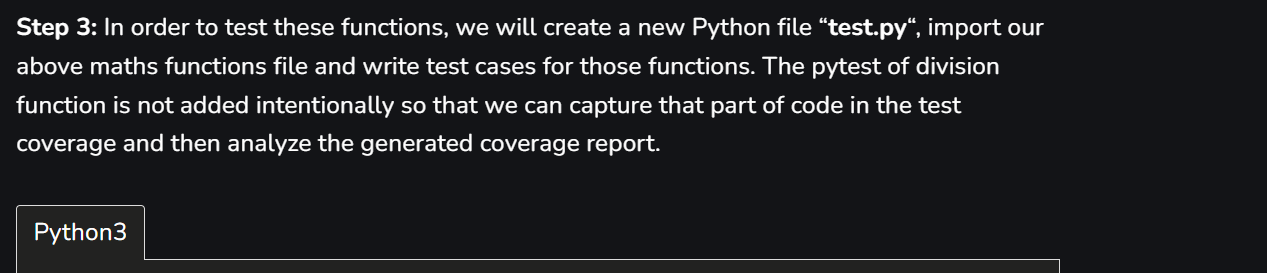 Step 3: In order to test these functions, we will create a new Python file “test.py“, import our
above maths functions file and write test cases for those functions. The pytest of division
function is not added intentionally so that we can capture that part of code in the test
coverage and then analyze the generated coverage report.
Python3